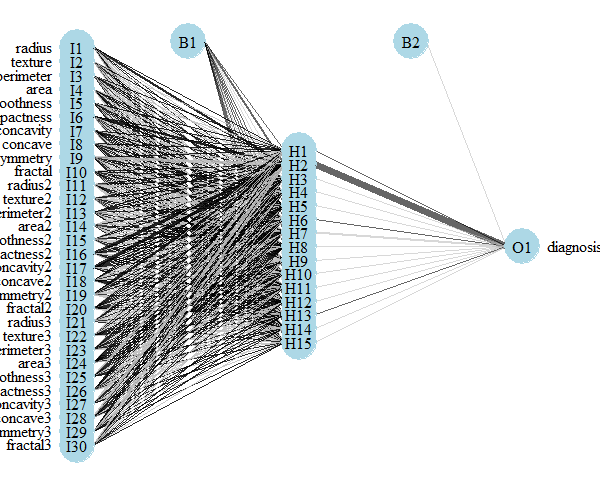 B1
B2
radius I1
texture I2
perimeter I3
area I4
oothness I5
pactness I6
concavity I7
concave I8
ymmetry I9
fractal I10
radius2 I11
texture2 I12
erimeter2 I13
area2 I14
othness2 I15
actness2 I16
oncavity2 I17
concave2 I18
mmetry2 I19
fractal2 I20
radius3 I21
texture3 I22
erimeter3 I23
area3 I24
othness3 I25
actness3 I26
oncavity3 I27
concave3 I28
mmetry3 I29
fractal3 I30
H1
H2
H3
H4
H5
H6
H7
H8
H9
H10
H11
H12
H13
H14
H15
O1 diagnosis